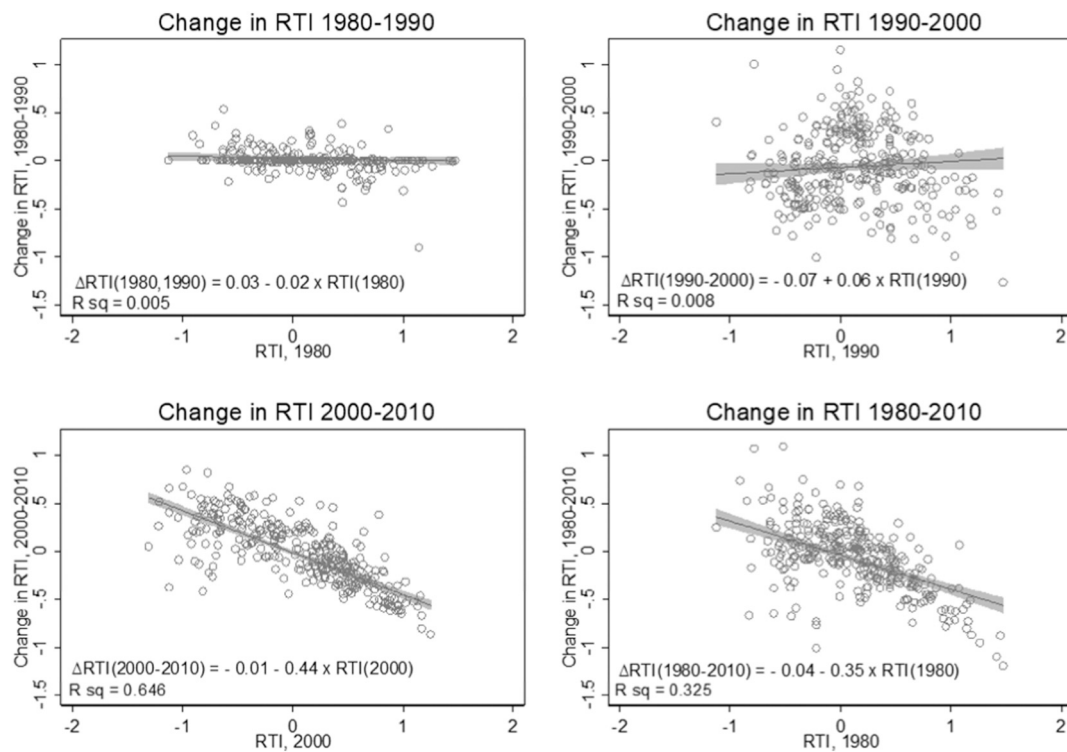 Change in RTI 1980-1990
Change in RTI, 1980-1990
1
.5
0
-.5
-1
-1.5
ΔRTI(1980,1990) = 0.03 - 0.02 x RTI(1980)
R sq = 0.005
-2 -1 0 1 2
RTI, 1980
Change in RTI 1990-2000
Change in RTI, 1990-2000
1
.5
0
-.5
-1
-1.5
ΔRTI(1990-2000) = - 0.07 + 0.06 x RTI(1990)
R sq = 0.008
-2 -1 0 1 2
RTI, 1990
Change in RTI 2000-2010
Change in RTI, 2000-2010
1
.5
0
-.5
-1
-1.5
ΔRTI(2000-2010) = - 0.01 - 0.44 x RTI(2000)
R sq = 0.646
-2 -1 0 1 2
RTI, 2000
Change in RTI 1980-2010
Change in RTI, 1980-2010
1
.5
0
-.5
-1
-1.5
ΔRTI(1980-2010) = - 0.04 - 0.35 x RTI(1980)
R sq = 0.325
-2 -1 0 1 2
RTI, 1980